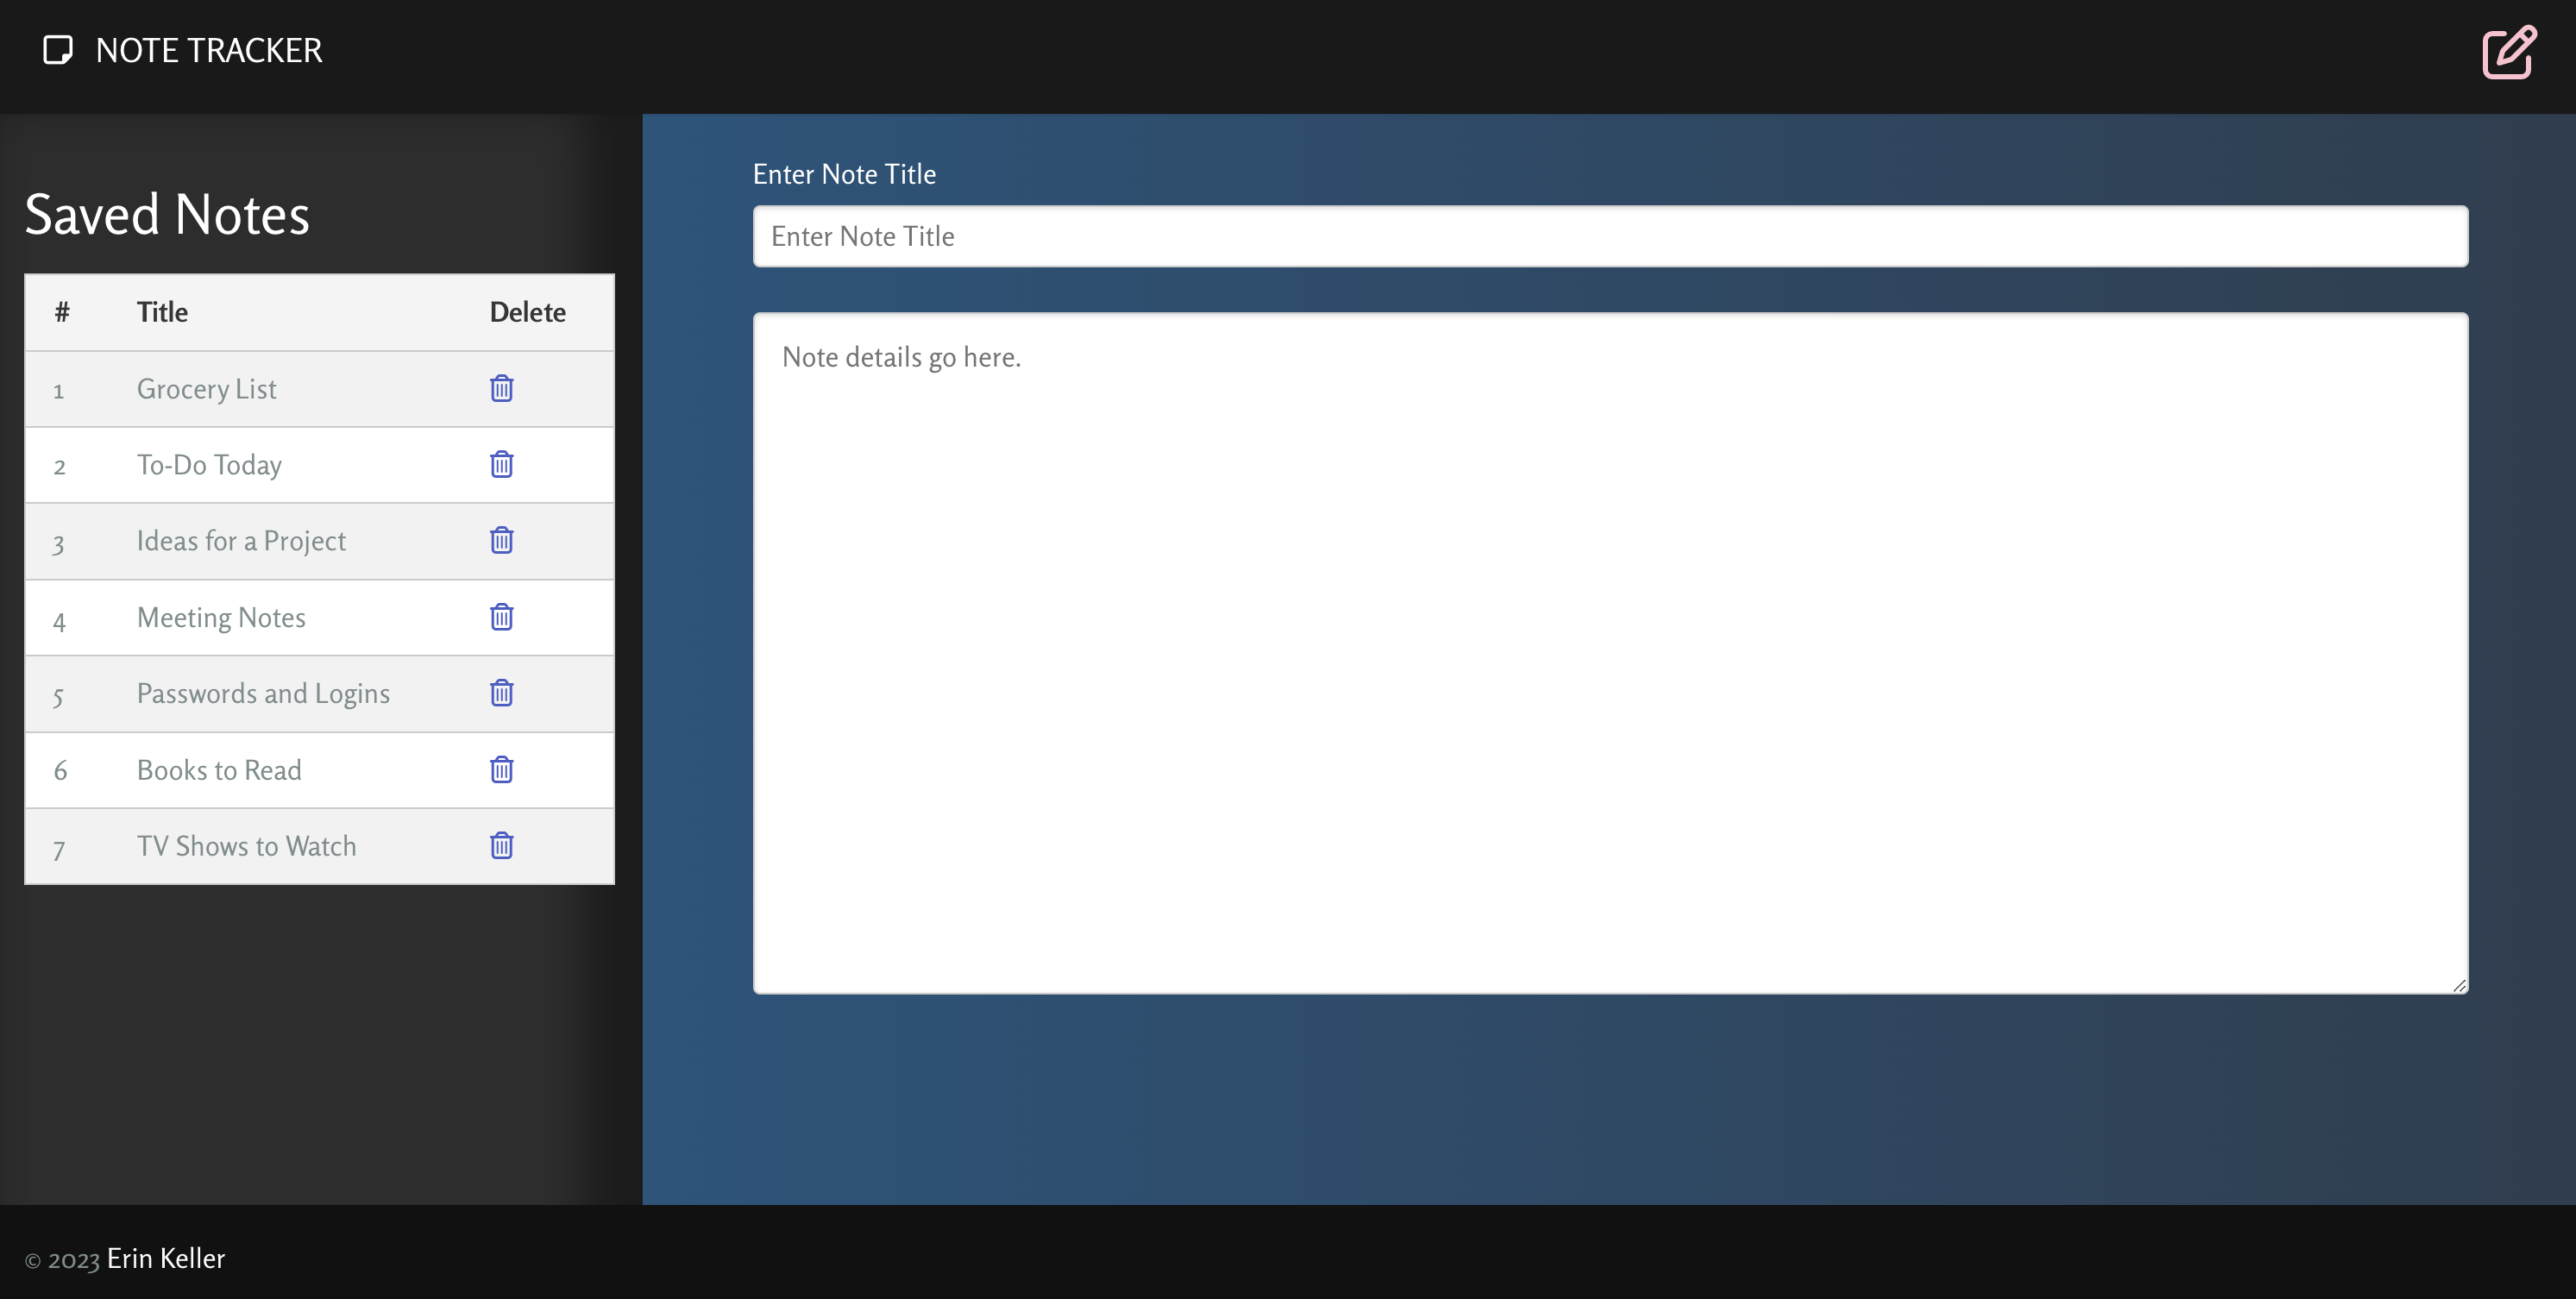 NOTE TRACKER
Saved Notes
# Title Delete
1 Grocery List
2 To-Do Today
3 Ideas for a Project
4 Meeting Notes
5 Passwords and Logins
6 Books to Read
7 TV Shows to Watch
Enter Note Title
Enter Note Title
Note details go here.
© 2023 Erin Keller